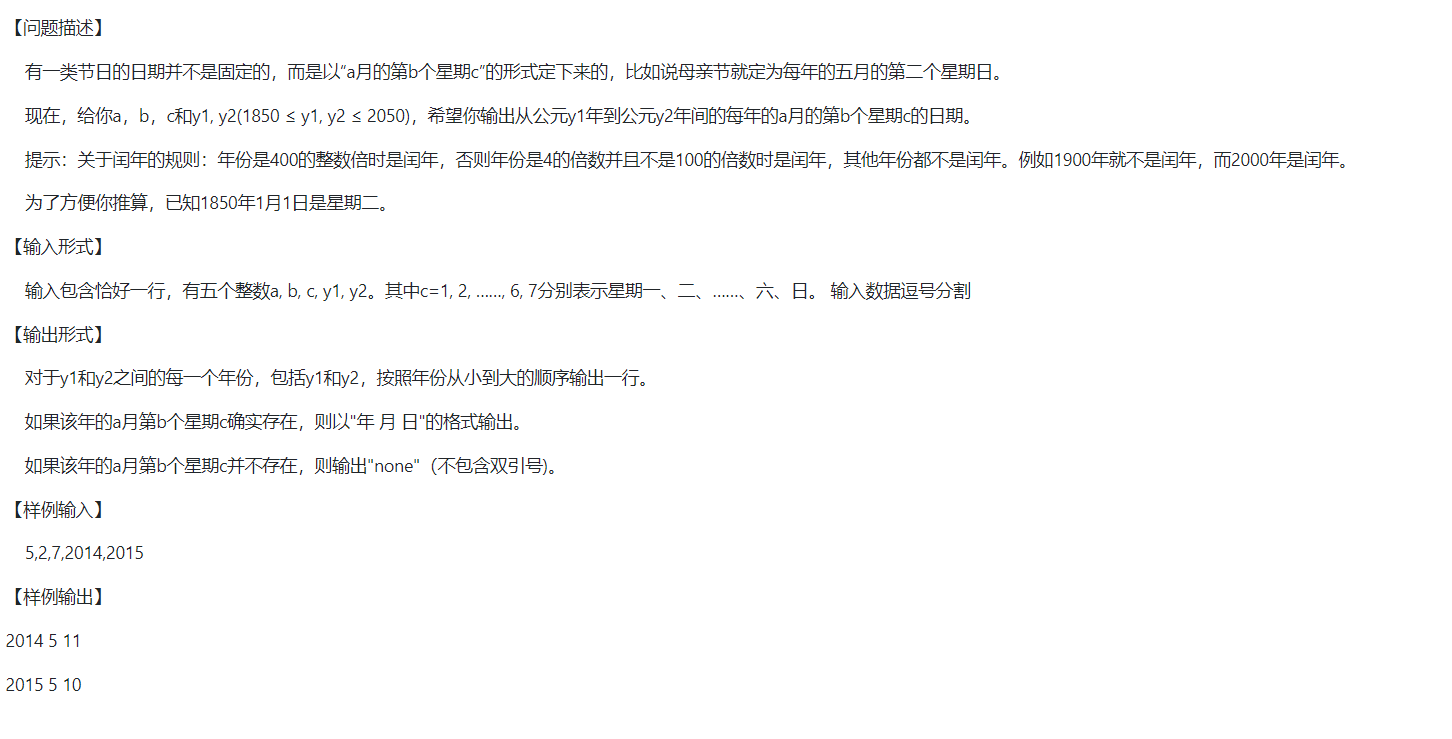 【问题描述】
有一类节日的日期并不是固定的，而是以“a月的第b个星期c”的形式定下来的，比如说母亲节就定为每年的五月的第二个星期日。
现在，给你a，b，c和y1, y2(1850 ≤ y1, y2 ≤ 2050)，希望你输出从公元y1年到公元y2年间的每年的a月的第b个星期c的日期。
提示：关于闰年的规则：年份是400的整数倍时是闰年，否则年份是4的倍数并且不是100的倍数时是闰年，其他年份都不是闰年。例如1900年就不是闰年，而2000年是闰年。
为了方便你推算，已知1850年1月1日是星期二。
【输入形式】
输入包含恰好一行，有五个整数a, b, c, y1, y2。其中c=1, 2, ……, 6, 7分别表示星期一、二、……、六、日。 输入数据逗号分割
【输出形式】
对于y1和y2之间的每一个年份，包括y1和y2，按照年份从小到大的顺序输出一行。
如果该年的a月第b个星期c确实存在，则以"年 月 日"的格式输出。
如果该年的a月第b个星期c并不存在，则输出"none"（不包含双引号)。
【样例输入】
5,2,7,2014,2015
【样例输出】
2014 5 11
2015 5 10